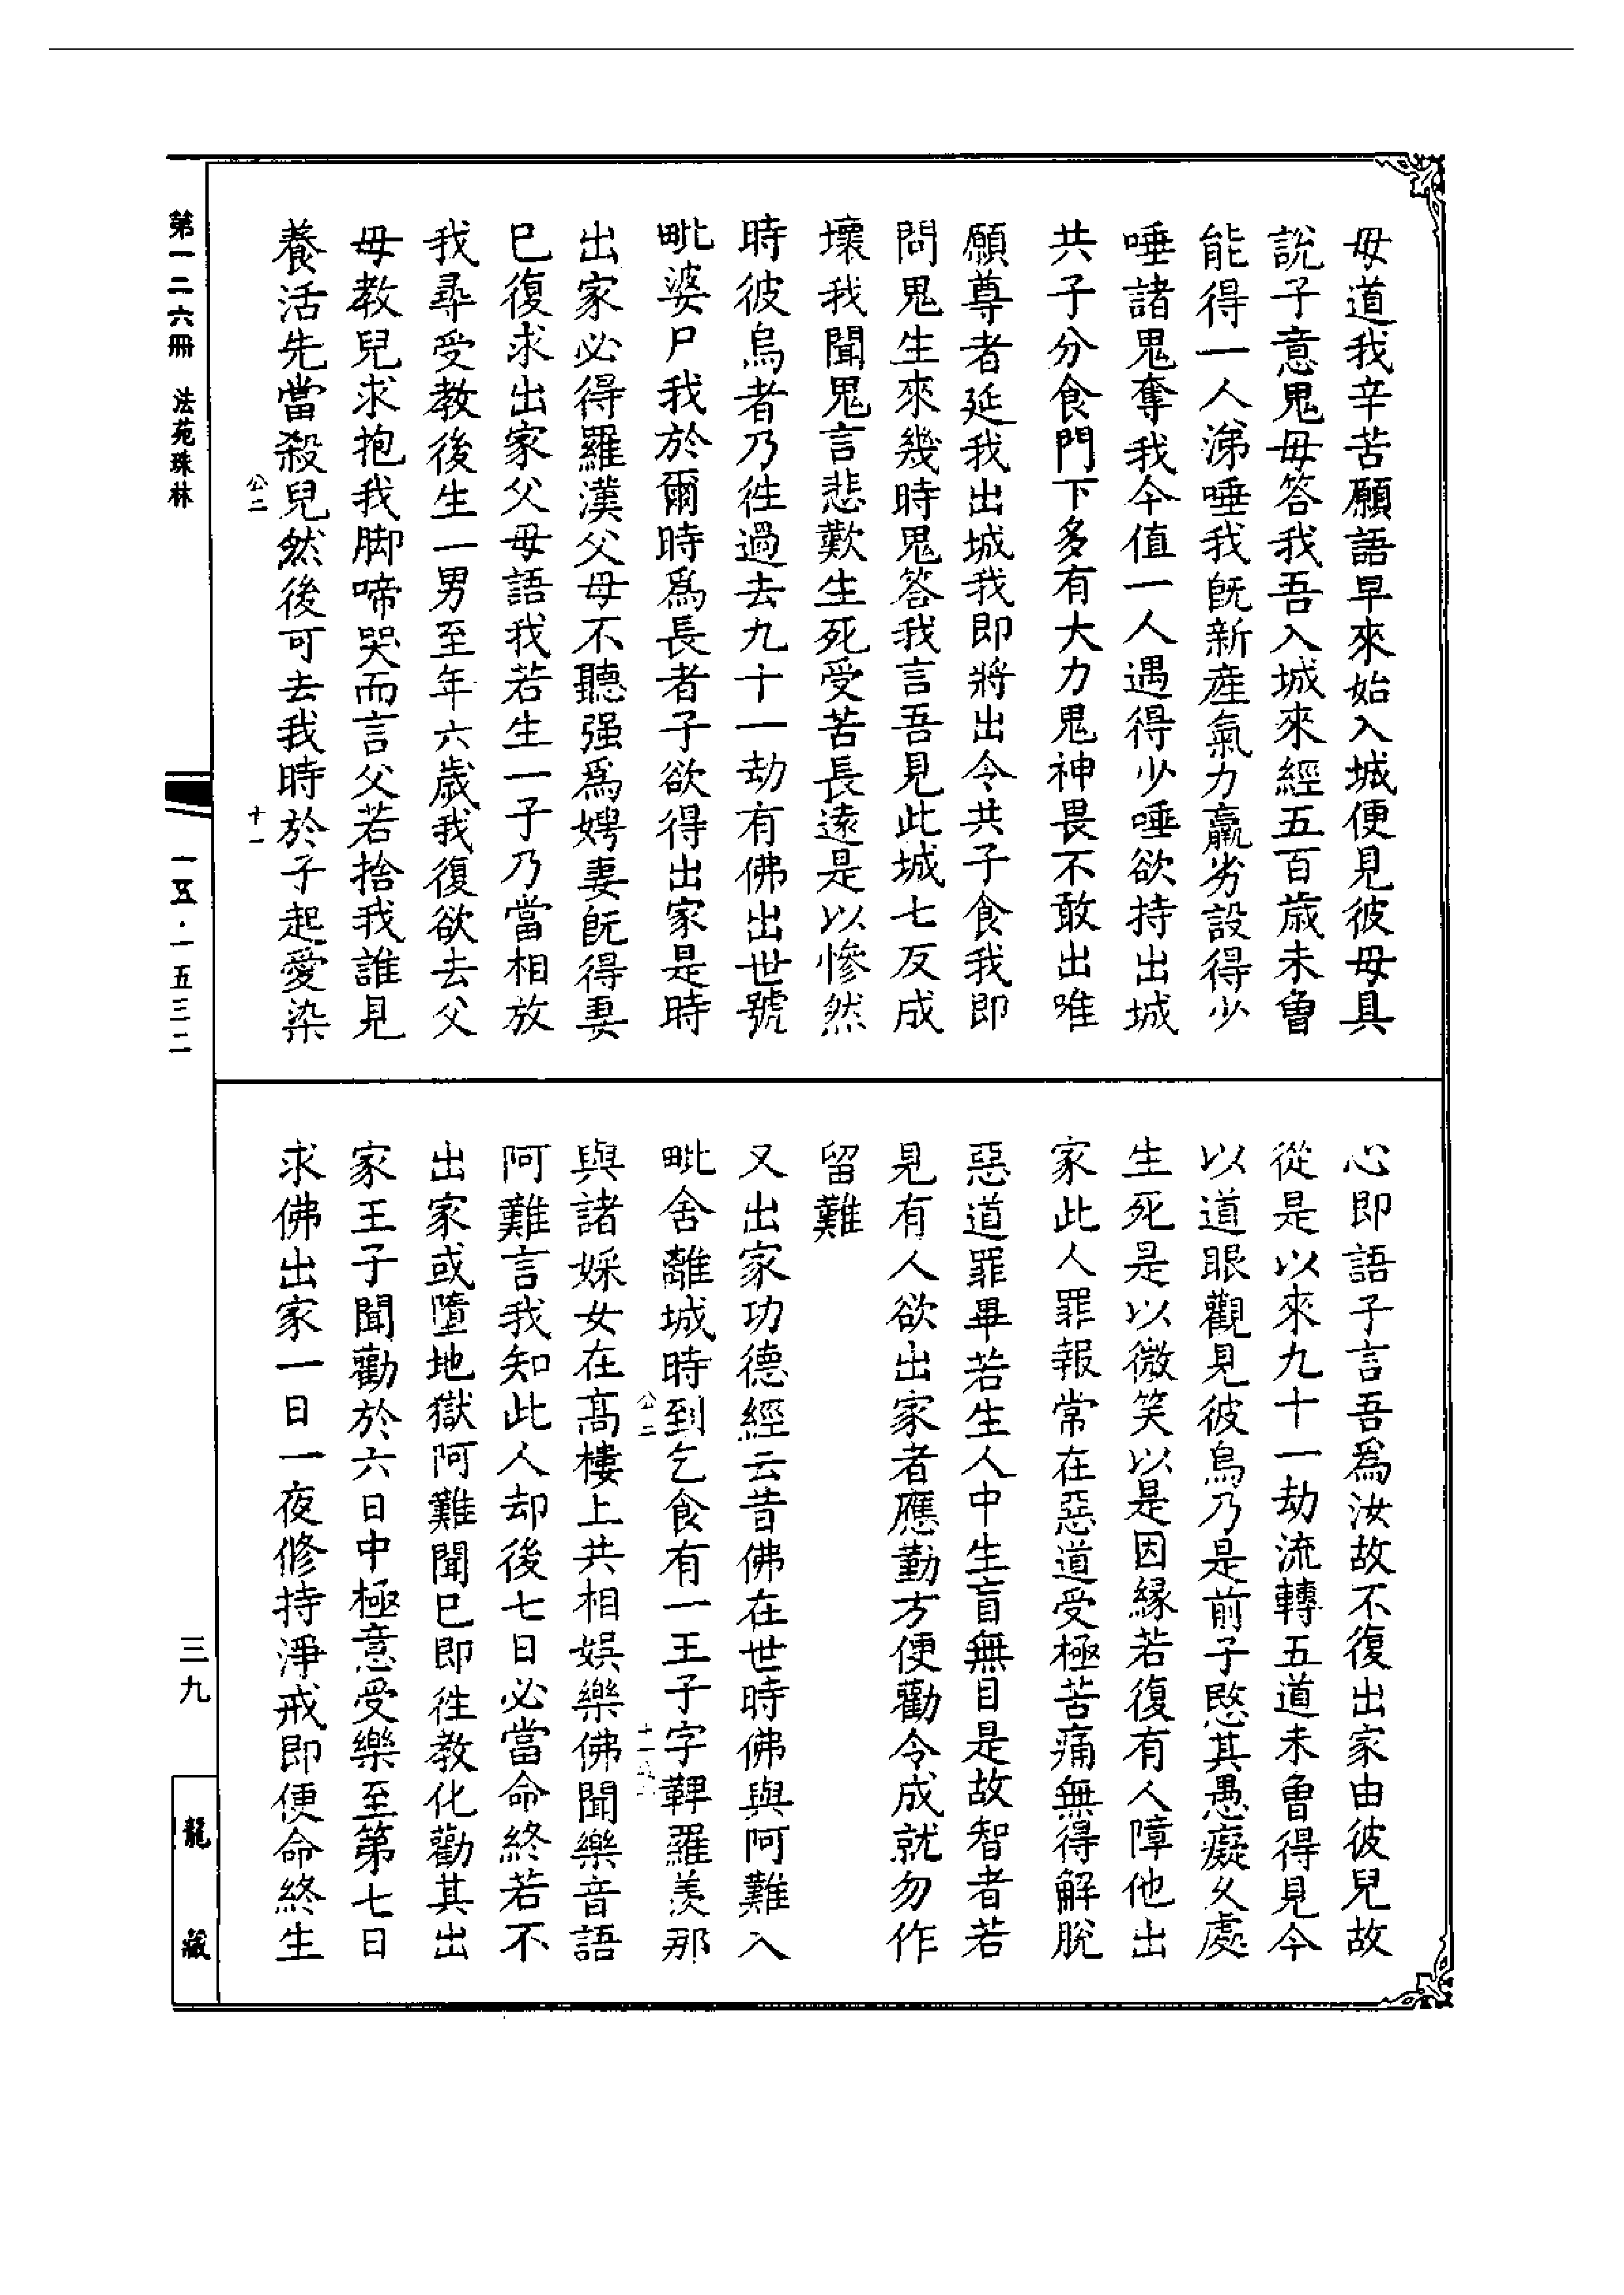 母道我辛苦願語早來始入城便見彼母具
說子意鬼母答我吾入城來經五百歲未曾
能得一人涕唾我旣新產氣力羸劣設得少
唾諸鬼奪我今值一人遇得少唾欲持出城
共子分食門下多有大力鬼神畏不敢出唯
願尊者延我出城我即將出令共子食我即
問鬼生來幾時鬼答我言吾見此城七反成
壞我聞鬼言悲歎生死受苦長遠是以慘然
時彼烏者乃徃過去九十一劫有佛出世號
毗婆尸我於爾時爲長者子欲得出家是時
出家必得羅漢父母不聽强爲娉妻旣得妻
巳復求出家父母語我若生一子乃當相放
我尋受教後生一男至年六歲我復欲去父
母教兒求抱我脚啼哭而言父若捨我誰見
養活先當殺兒然後可去我時於子起愛染
公二 十一
第一二六冊 法苑珠林 一五·一五三二
心即語子言吾爲汝故不復出家由彼兒故
從是以來九十一劫流轉五道未曾得見今
以道眼觀見彼烏乃是前子愍其愚癡乆處
生死是以微笑以是因緣若復有人障他出
家此人罪報常在惡道受極苦痛無得解脫
惡道罪畢若生人中生盲無目是故智者若
見有人欲出家者應勤方便勸令成就勿作
留難
又出家功德經云昔佛在世時佛與阿難入
毗舍離城時到乞食有一王子字鞞羅羨那
公二 十一
與諸婇女在高樓上共相娛樂佛聞樂音語
阿難言我知此人却後七日必當命終若不
出家或墮地獄阿難聞巳即徃教化勸其出
家王子聞勸於六日中極意受樂至第七日
求佛出家一日一夜修持淨戒即便命終生
三九
龍藏